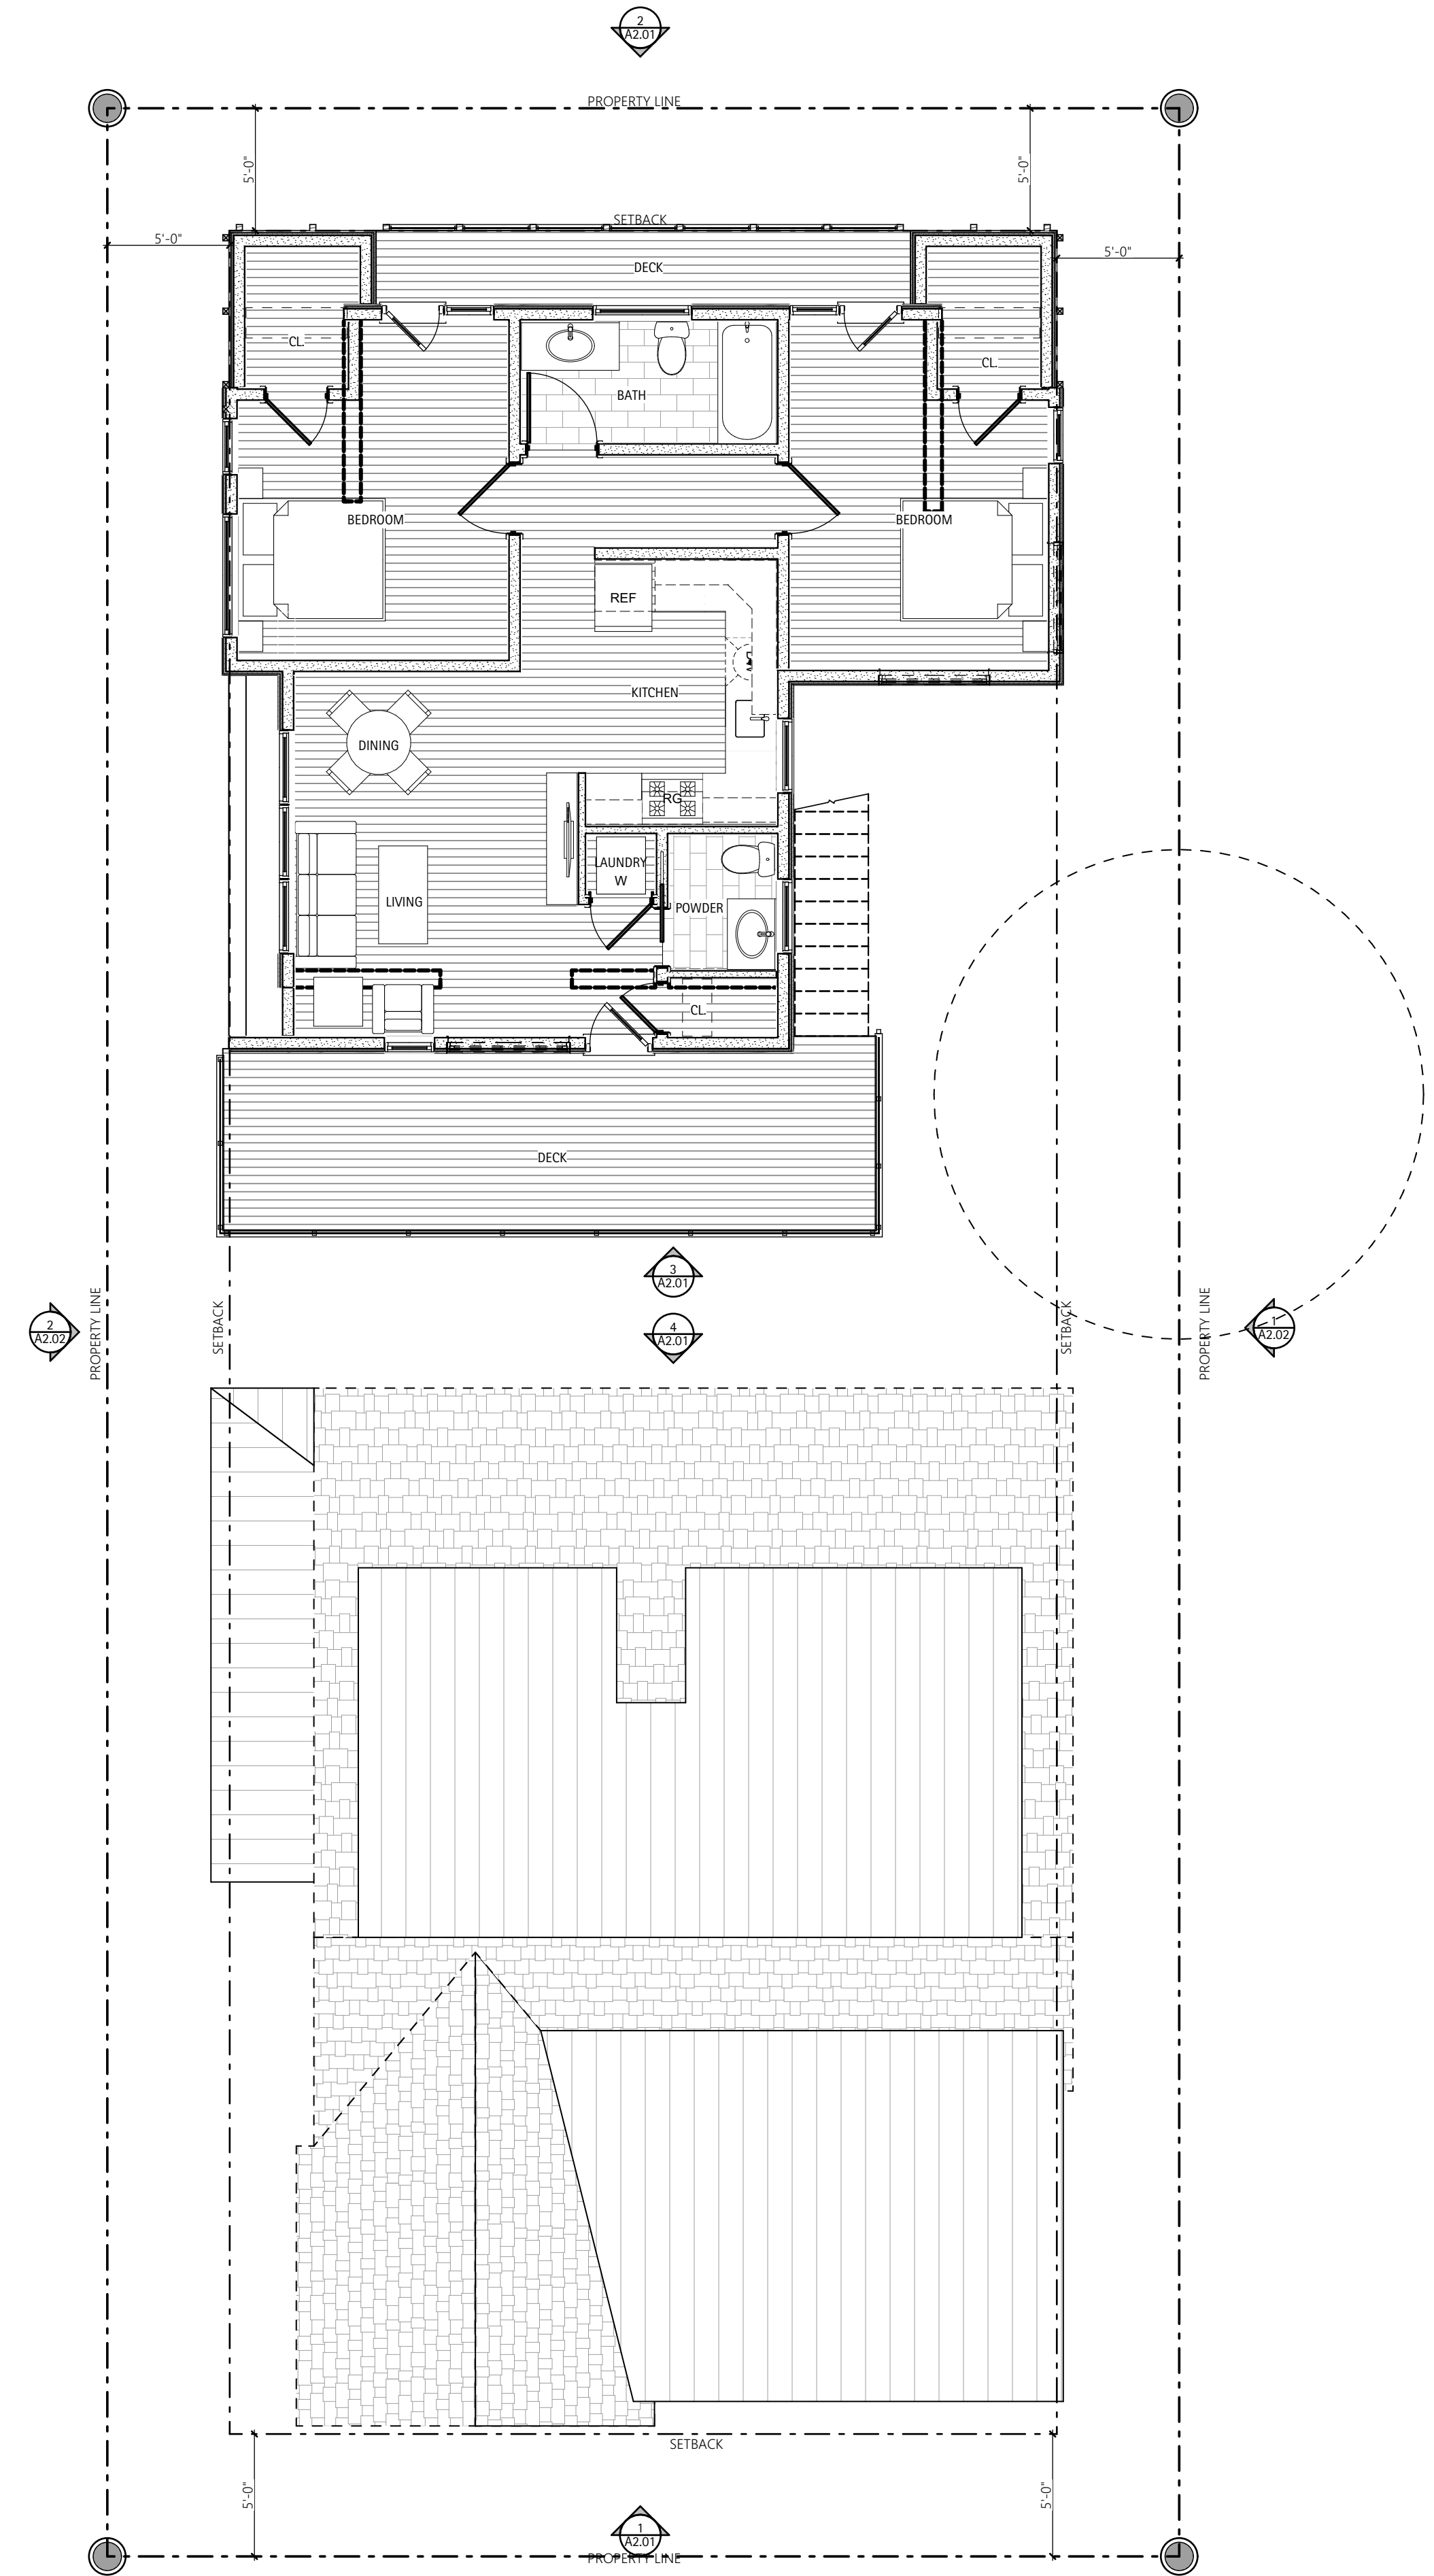 2
A2.01
PROPERTY LINE
5'-0"
5'-0"
SETBACK
5'-0"
5'-0"
DECK
CL.
CL.
BATH
BEDROOM
BEDROOM
REF
KITCHEN
DINING
RG
LAUNDRY
W
LIVING
POWDER
CL.
DECK
3
A2.01
4
A2.01
2
A2.02
PROPERTY LINE
SETBACK
SETBACK
PROPERTY LINE
1
A2.02
SETBACK
5'-0"
5'-0"
1
A2.01
PROPERTY LINE